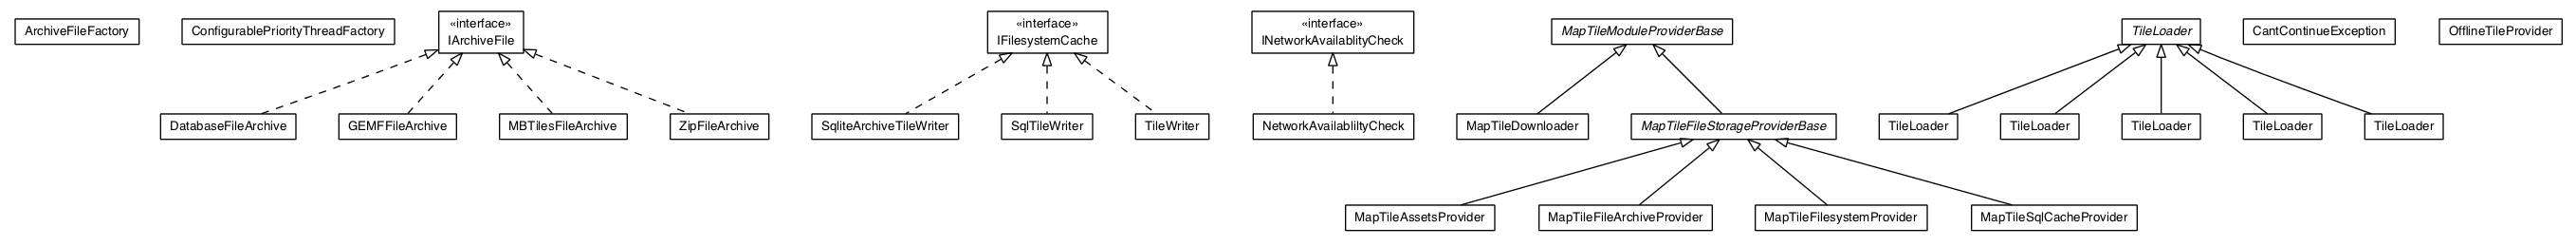 ArchiveFileFactory
ConfigurablePriorityThreadFactory
«interface»
IArchiveFile
«interface»
IFilesystemCache
«interface»
INetworkAvailablityCheck
MapTileModuleProviderBase
TileLoader
CantContinueException
OfflineTileProvider
DatabaseFileArchive
GEMFFileArchive
MBTilesFileArchive
ZipFileArchive
SqliteArchiveTileWriter
SqlTileWriter
TileWriter
NetworkAvailabliltyCheck
MapTileDownloader
MapTileFileStorageProviderBase
TileLoader
TileLoader
TileLoader
TileLoader
TileLoader
MapTileAssetsProvider
MapTileFileArchiveProvider
MapTileFilesystemProvider
MapTileSqlCacheProvider